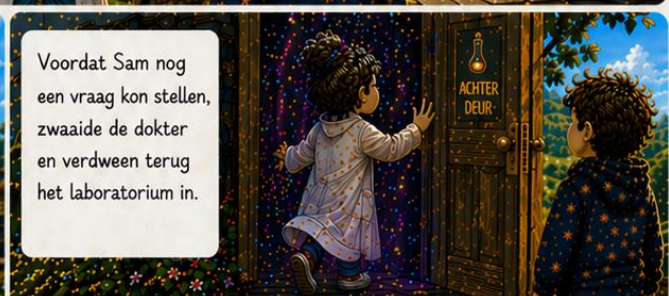 Voordat Sam nog
een vraag kon stellen,
zwaaide de dokter
en verdween terug
het laboratorium in.
ACHTER
DEUR